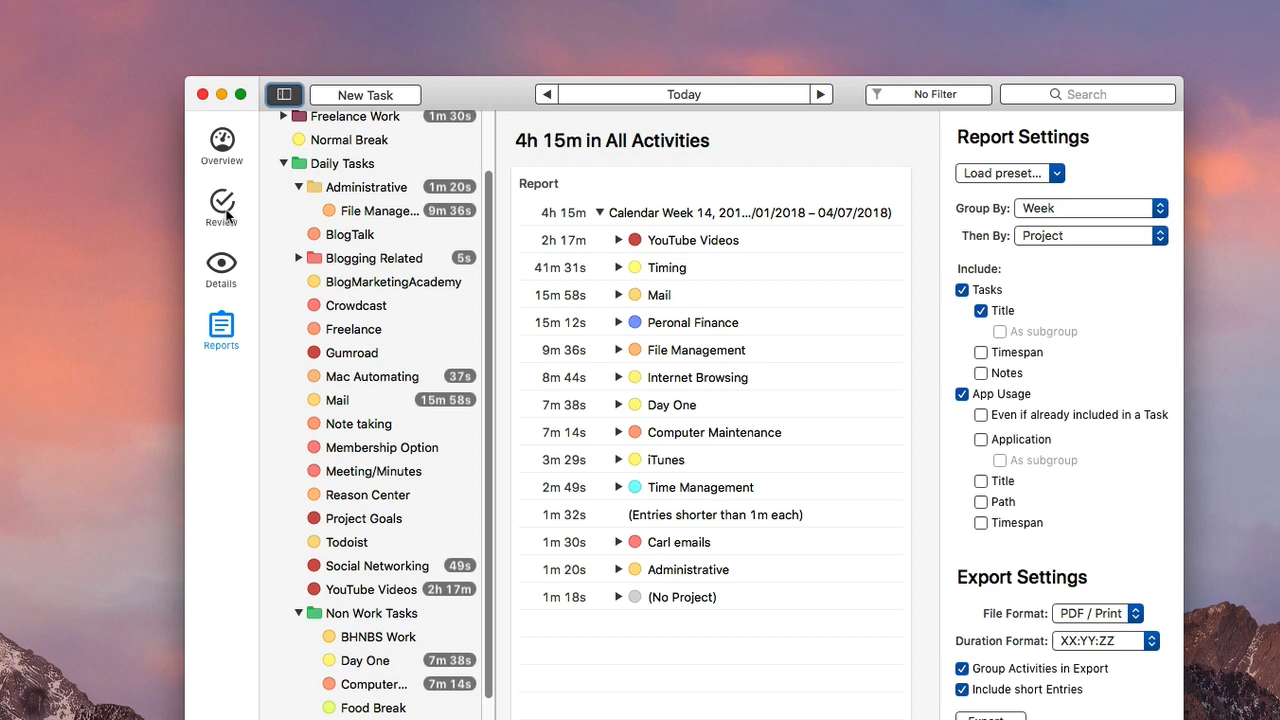 New Task
Today
No Filter
Search
Overview
Review
Details
Reports
Freelance Work 1m 30s
Normal Break
Daily Tasks
Administrative 1m 20s
File Manage... 9m 36s
BlogTalk
Blogging Related 5s
BlogMarketingAcademy
Crowdcast
Freelance
Gumroad
Mac Automating 37s
Mail 15m 58s
Note taking
Membership Option
Meeting/Minutes
Reason Center
Project Goals
Todoist
Social Networking 49s
YouTube Videos 2h 17m
Non Work Tasks
BHNBS Work
Day One 7m 38s
Computer... 7m 14s
Food Break
4h 15m in All Activities
Report
4h 15m Calendar Week 14, 201.../01/2018 – 04/07/2018)
2h 17m YouTube Videos
41m 31s Timing
15m 58s Mail
15m 12s Peronal Finance
9m 36s File Management
8m 44s Internet Browsing
7m 38s Day One
7m 14s Computer Maintenance
3m 29s iTunes
2m 49s Time Management
1m 32s (Entries shorter than 1m each)
1m 30s Carl emails
1m 20s Administrative
1m 18s (No Project)
Report Settings
Load preset...
Group By: Week
Then By: Project
Include:
Tasks
Title
As subgroup
Timespan
Notes
App Usage
Even if already included in a Task
Application
As subgroup
Title
Path
Timespan
Export Settings
File Format: PDF / Print
Duration Format: XX:YY:ZZ
Group Activities in Export
Include short Entries
Export...